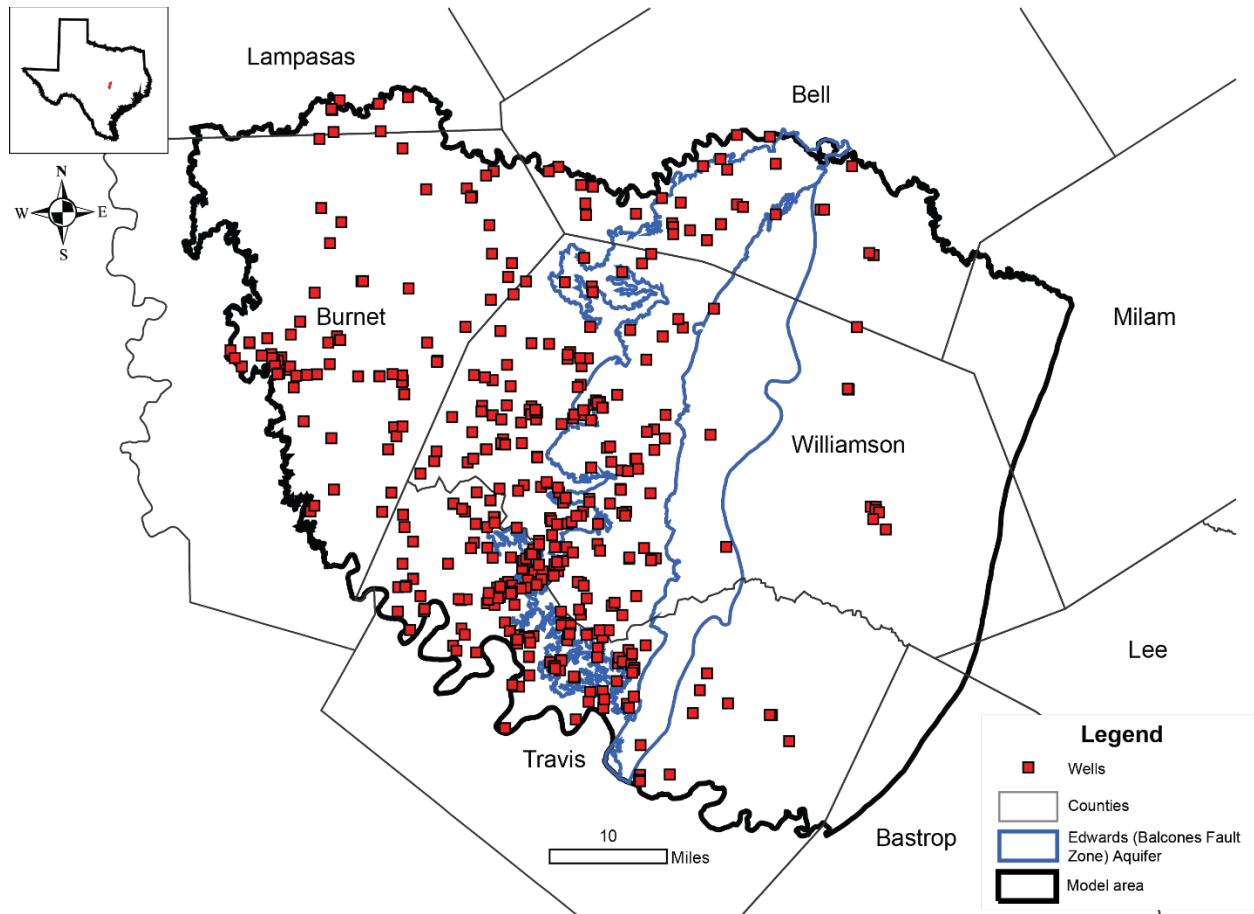 Lampasas
Bell
N
W
E
S
Burnet
Milam
Williamson
Lee
Travis
Bastrop
10
Miles
Legend
Wells
Counties
Edwards (Balcones Fault
Zone) Aquifer
Model area